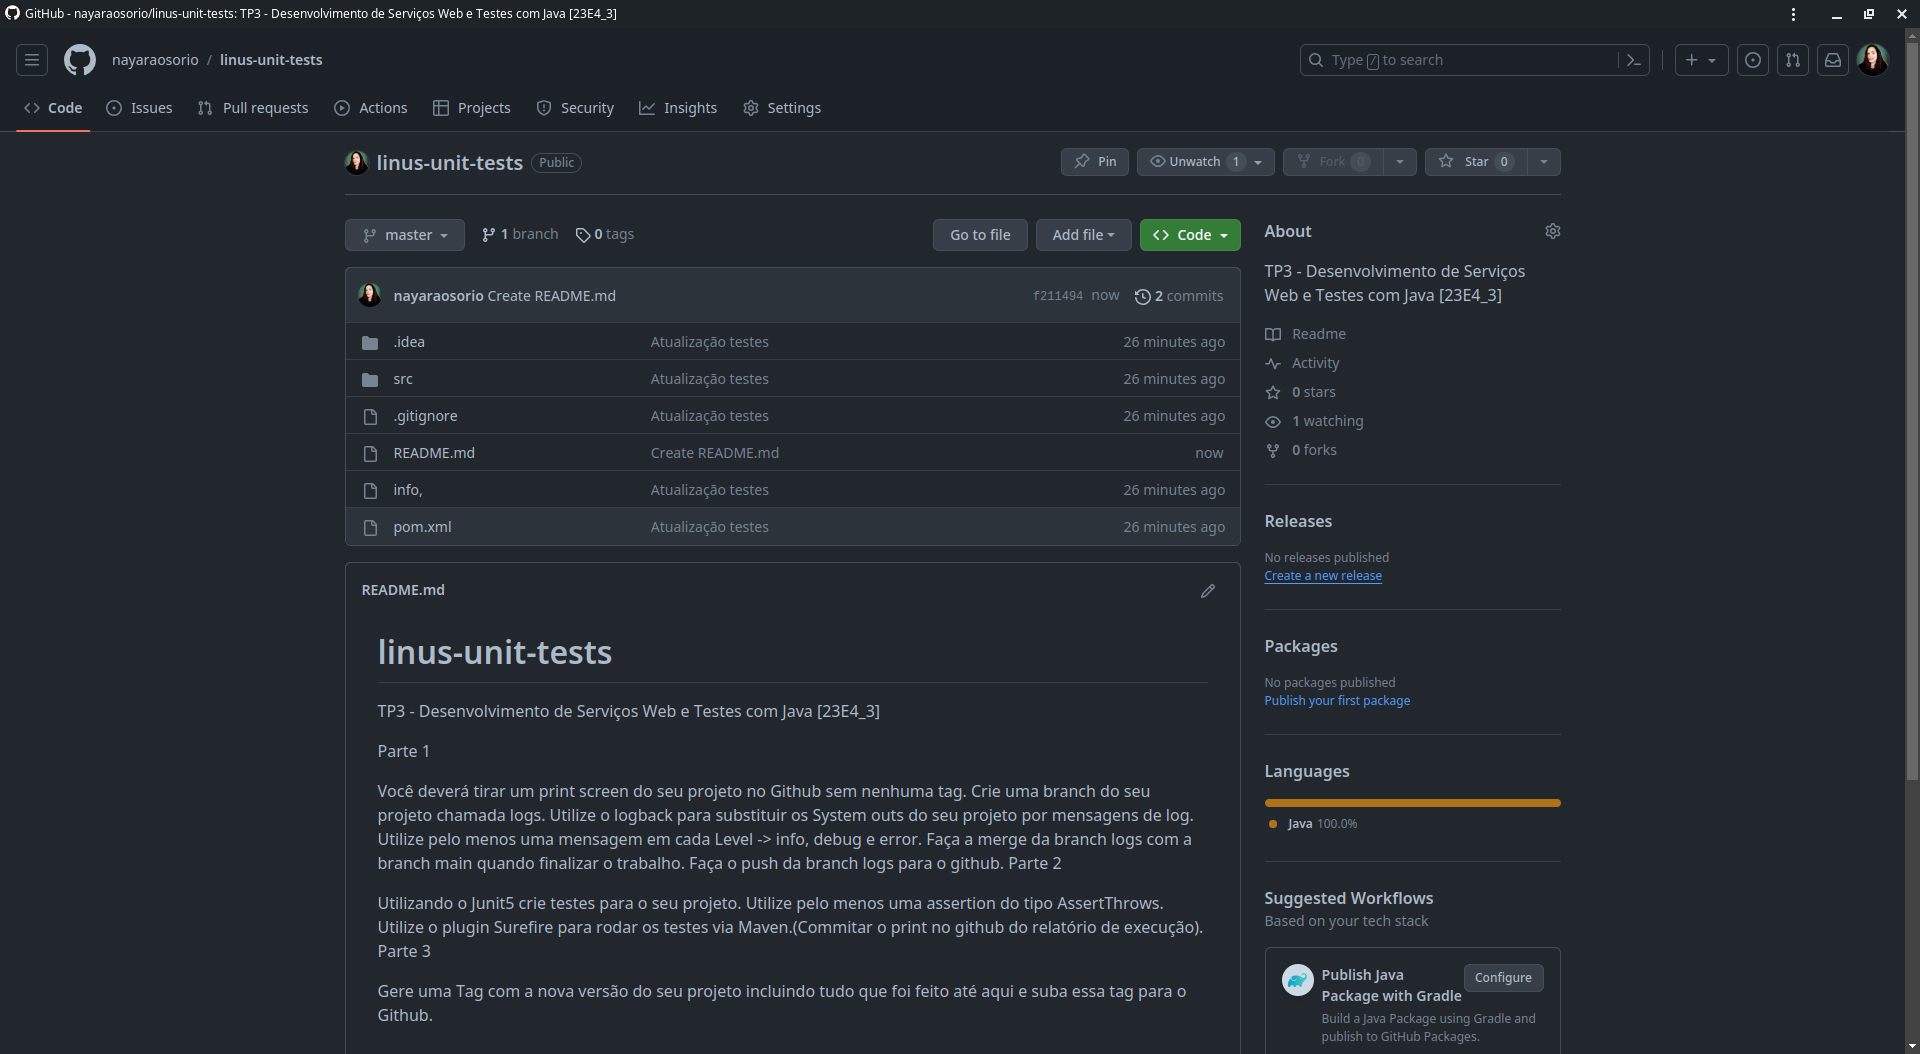 GitHub - nayaraosorio/linus-unit-tests: TP3 - Desenvolvimento de Serviços Web e Testes com Java [23E4_3]
nayaraosorio / linus-unit-tests
Type / to search
Code
Issues
Pull requests
Actions
Projects
Security
Insights
Settings
linus-unit-tests Public
Pin
Unwatch 1
Fork 0
Star 0
master
1 branch
0 tags
Go to file
Add file
Code
nayaraosorio Create README.md f211494 now 2 commits
.idea Atualização testes 26 minutes ago
src Atualização testes 26 minutes ago
.gitignore Atualização testes 26 minutes ago
README.md Create README.md now
info, Atualização testes 26 minutes ago
pom.xml Atualização testes 26 minutes ago
README.md
linus-unit-tests
TP3 - Desenvolvimento de Serviços Web e Testes com Java [23E4_3]
Parte 1
Você deverá tirar um print screen do seu projeto no Github sem nenhuma tag. Crie uma branch do seu
projeto chamada logs. Utilize o logback para substituir os System outs do seu projeto por mensagens de log.
Utilize pelo menos uma mensagem em cada Level -> info, debug e error. Faça a merge da branch logs com a
branch main quando finalizar o trabalho. Faça o push da branch logs para o github. Parte 2
Utilizando o Junit5 crie testes para o seu projeto. Utilize pelo menos uma assertion do tipo AssertThrows.
Utilize o plugin Surefire para rodar os testes via Maven.(Commitar o print no github do relatório de execução).
Parte 3
Gere uma Tag com a nova versão do seu projeto incluindo tudo que foi feito até aqui e suba essa tag para o
Github.
About
TP3 - Desenvolvimento de Serviços
Web e Testes com Java [23E4_3]
Readme
Activity
0 stars
1 watching
0 forks
Releases
No releases published
Create a new release
Packages
No packages published
Publish your first package
Languages
Java 100.0%
Suggested Workflows
Based on your tech stack
Publish Java
Package with Gradle
Configure
Build a Java Package using Gradle and
publish to GitHub Packages.